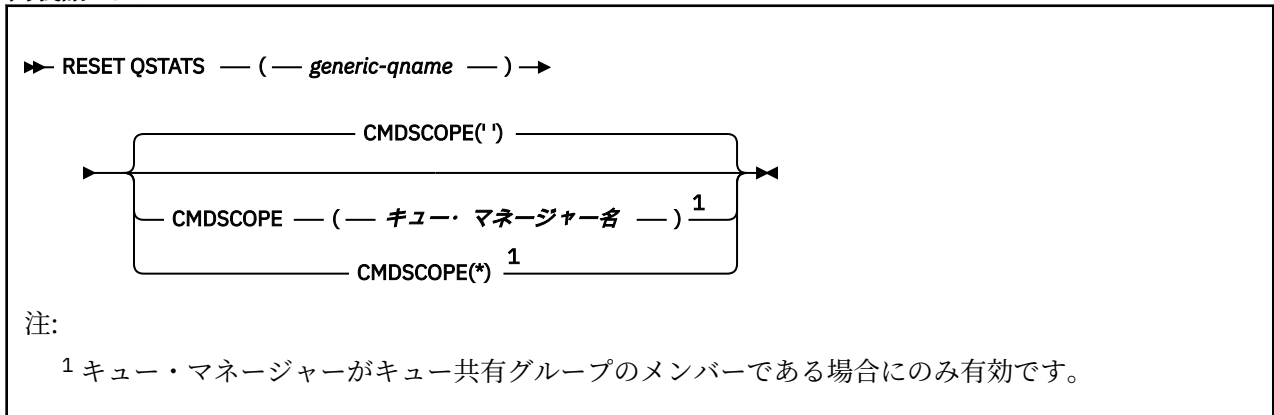 RESET QSTATS ( generic-qname )
CMDSCOPE(' ')
CMDSCOPE ( キュー・マネージャー名 ) 1
CMDSCOPE(*) 1
注:
1 キュー・マネージャーがキュー共有グループのメンバーである場合にのみ有効です。